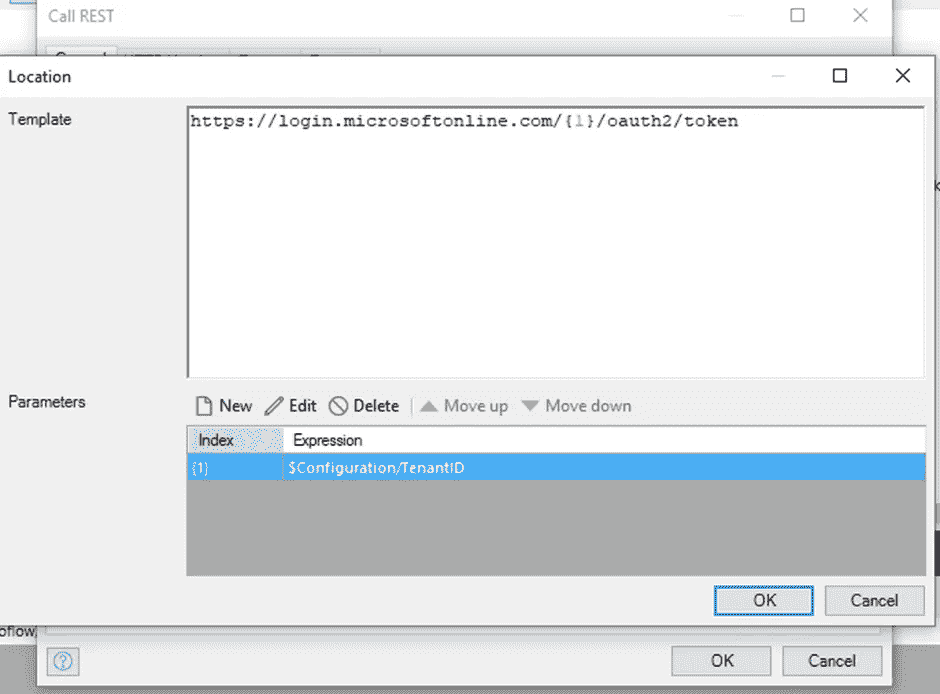 Call REST
Location
Template
https://login.microsoftonline.com/{1}/oauth2/token
Parameters
New Edit Delete Move up Move down
Index Expression
{1} $Configuration/TenantID
OK Cancel
oflow,
OK Cancel